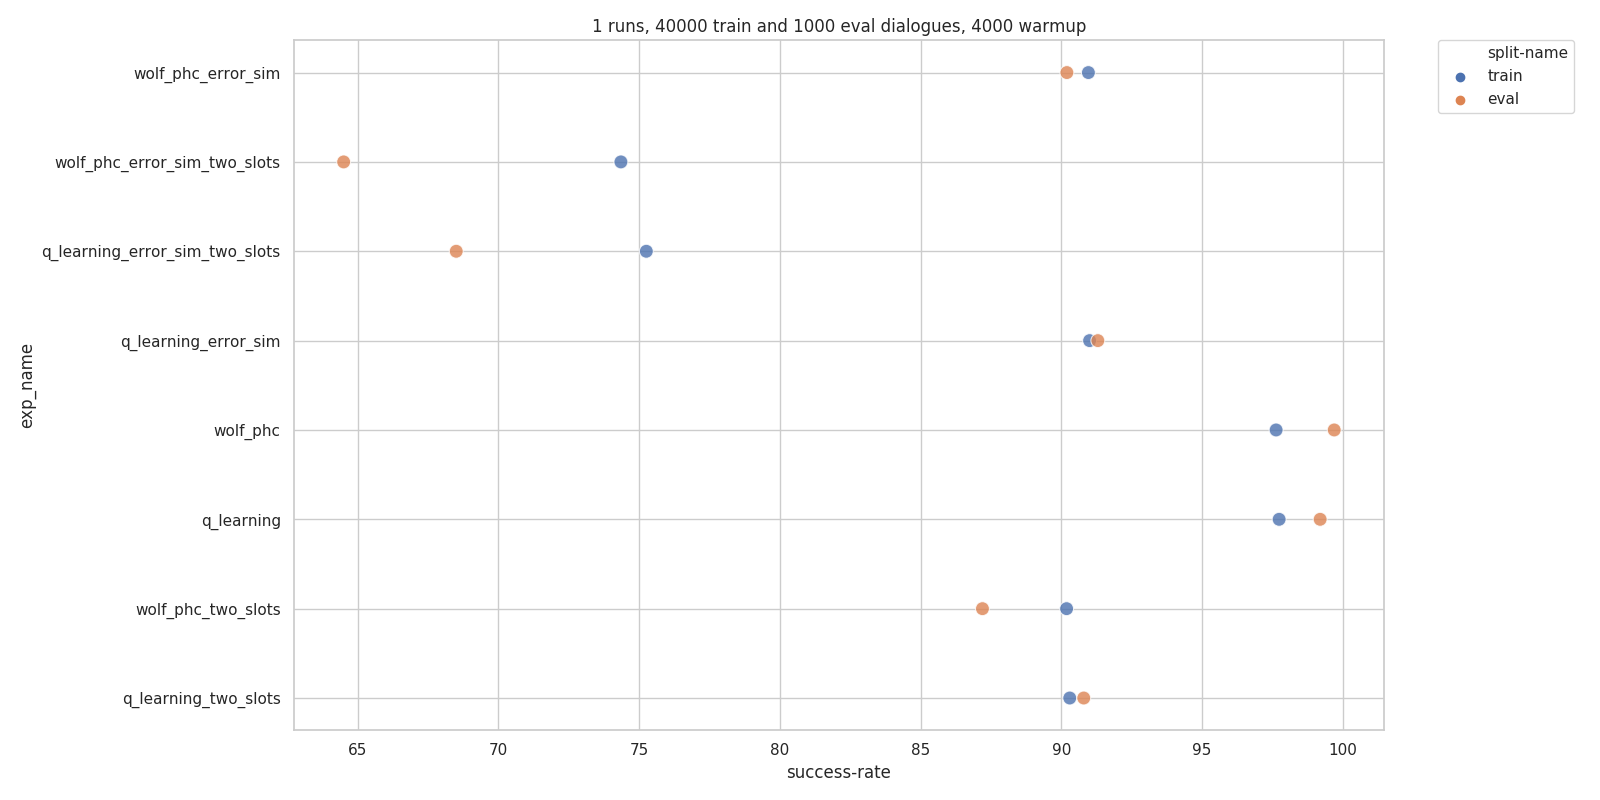 1 runs, 40000 train and 1000 eval dialogues, 4000 warmup
split-name
train
eval
wolf_phc_error_sim
wolf_phc_error_sim_two_slots
q_learning_error_sim_two_slots
q_learning_error_sim
wolf_phc
q_learning
wolf_phc_two_slots
q_learning_two_slots
exp_name
65 70 75 80 85 90 95 100
success-rate